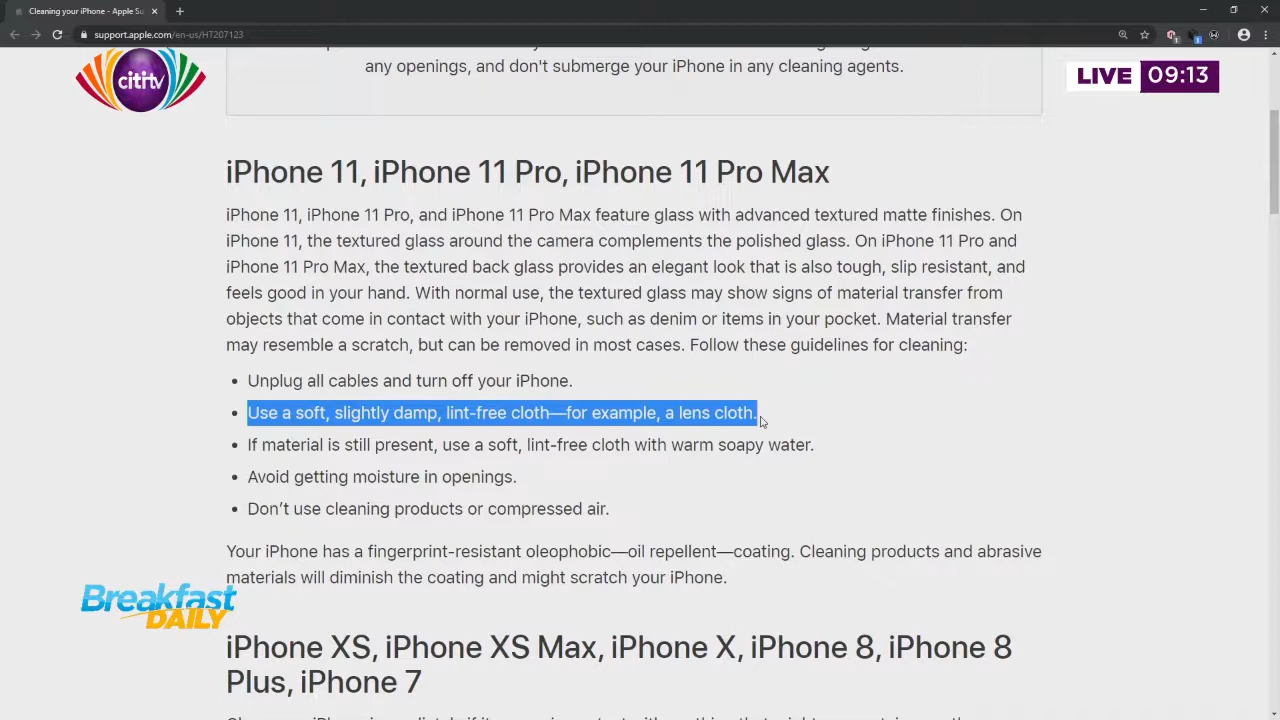 Cleaning your iPhone - Apple Su
support.apple.com/en-us/HT207123
citi tv
LIVE 09:13
any openings, and don't submerge your iPhone in any cleaning agents.
iPhone 11, iPhone 11 Pro, iPhone 11 Pro Max
iPhone 11, iPhone 11 Pro, and iPhone 11 Pro Max feature glass with advanced textured matte finishes. On
iPhone 11, the textured glass around the camera complements the polished glass. On iPhone 11 Pro and
iPhone 11 Pro Max, the textured back glass provides an elegant look that is also tough, slip resistant, and
feels good in your hand. With normal use, the textured glass may show signs of material transfer from
objects that come in contact with your iPhone, such as denim or items in your pocket. Material transfer
may resemble a scratch, but can be removed in most cases. Follow these guidelines for cleaning:
• Unplug all cables and turn off your iPhone.
• Use a soft, slightly damp, lint-free cloth—for example, a lens cloth.
• If material is still present, use a soft, lint-free cloth with warm soapy water.
• Avoid getting moisture in openings.
• Don’t use cleaning products or compressed air.
Your iPhone has a fingerprint-resistant oleophobic—oil repellent—coating. Cleaning products and abrasive
materials will diminish the coating and might scratch your iPhone.
Breakfast
DAILY
iPhone XS, iPhone XS Max, iPhone X, iPhone 8, iPhone 8
Plus, iPhone 7